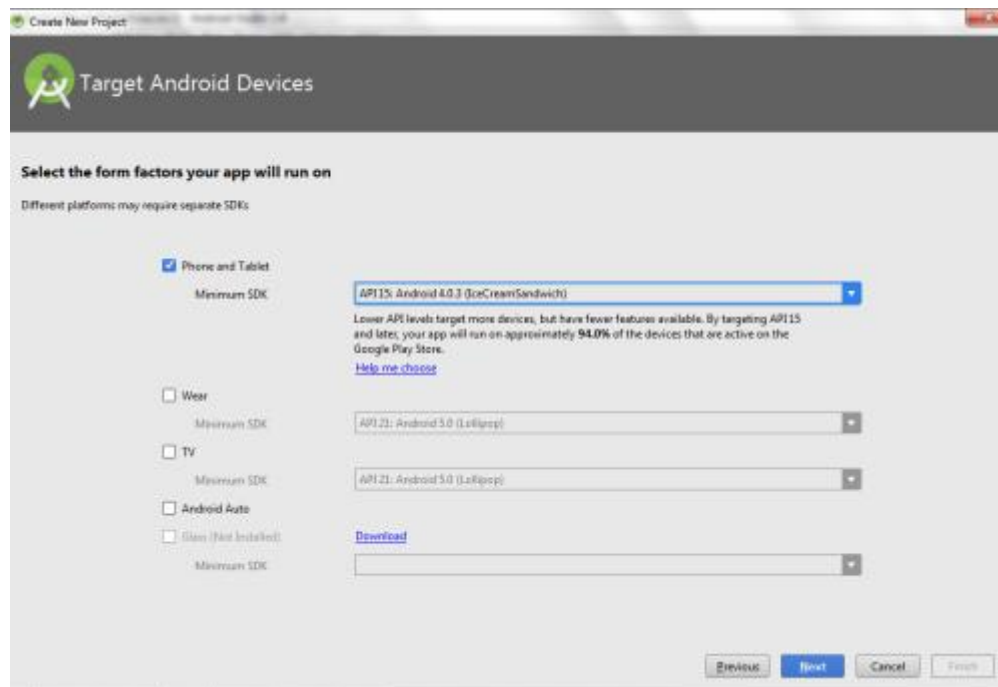 Create New Project
Target Android Devices
Select the form factors your app will run on
Different platforms may require separate SDKs
Phone and Tablet
Minimum SDK API 15: Android 4.0.3 (IceCreamSandwich)
Lower API levels target more devices, but have fewer features available. By targeting API 15
and later, your app will run on approximately 94.0% of the devices that are active on the
Google Play Store.
Help me choose
Wear
Minimum SDK API 21: Android 5.0 (Lollipop)
TV
Minimum SDK API 21: Android 5.0 (Lollipop)
Android Auto
Glass (Not Installed) Download
Minimum SDK
Previous Next Cancel Finish